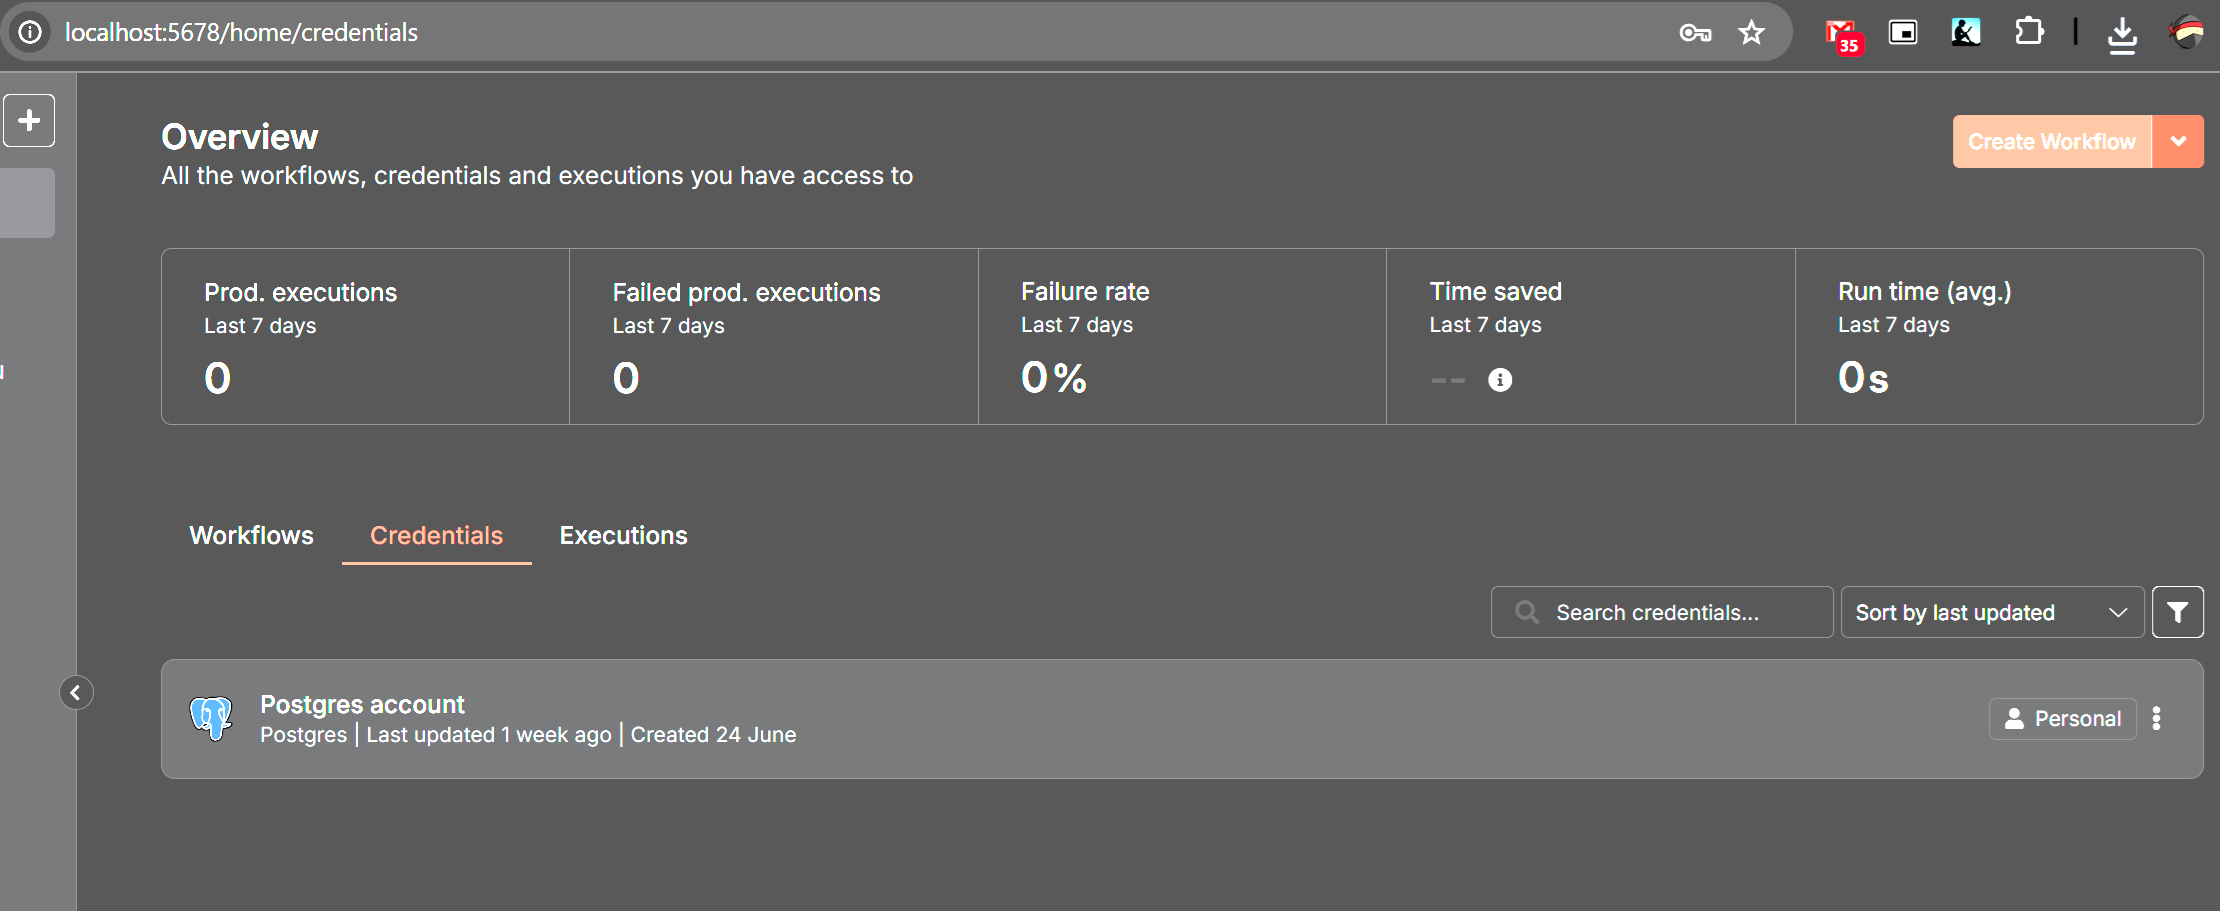 localhost:5678/home/credentials
35
Overview
All the workflows, credentials and executions you have access to
Create Workflow
Prod. executions
Last 7 days
0
Failed prod. executions
Last 7 days
0
Failure rate
Last 7 days
0%
Time saved
Last 7 days
--
Run time (avg.)
Last 7 days
0s
Workflows
Credentials
Executions
Search credentials...
Sort by last updated
Postgres account
Postgres | Last updated 1 week ago | Created 24 June
Personal